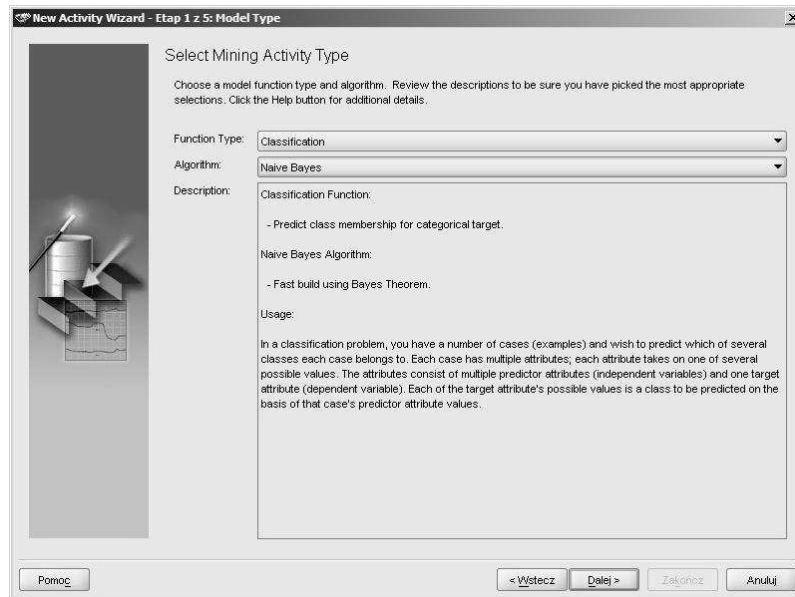 New Activity Wizard - Etap 1 z 5: Model Type
Select Mining Activity Type
Choose a model function type and algorithm. Review the descriptions to be sure you have picked the most appropriate
selections. Click the Help button for additional details.
Function Type: Classification
Algorithm: Naive Bayes
Description:
Classification Function:
- Predict class membership for categorical target.
Naive Bayes Algorithm:
- Fast build using Bayes Theorem.
Usage:
In a classification problem, you have a number of cases (examples) and wish to predict which of several
classes each case belongs to. Each case has multiple attributes; each attribute takes on one of several
possible values. The attributes consist of multiple predictor attributes (independent variables) and one target
attribute (dependent variable). Each of the target attribute's possible values is a class to be predicted on the
basis of that case's predictor attribute values.
Pomoc < Wstecz Dalej > Zakończ Anuluj